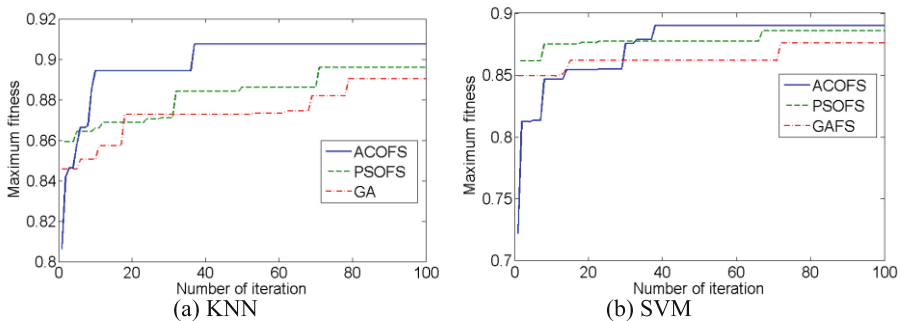 0.92
0.9
0.88
0.86
0.84
0.82
0.8
Maximum fitness
0 20 40 60 80 100
Number of iteration
ACOFS
PSOFS
GA
(a) KNN
0.9
0.85
0.8
0.75
0.7
Maximum fitness
0 20 40 60 80 100
Number of iteration
ACOFS
PSOFS
GAFS
(b) SVM